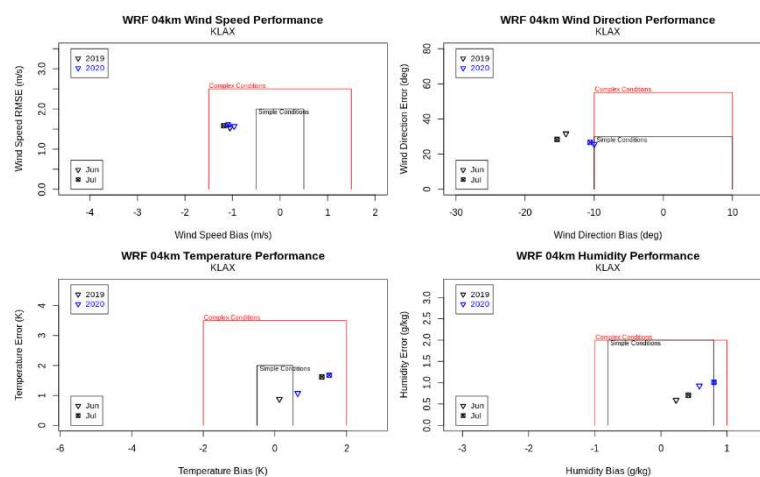 WRF 04km Wind Speed Performance
KLAX
Wind Speed RMSE (m/s)
0.0 1.0 2.0 3.0
2019
2020
Complex Conditions
Simple Conditions
Jun
Jul
-4 -3 -2 -1 0 1 2
Wind Speed Bias (m/s)
WRF 04km Wind Direction Performance
KLAX
Wind Direction Error (deg)
0 20 40 60 80
2019
2020
Complex Conditions
Simple Conditions
Jun
Jul
-30 -20 -10 0 10
Wind Direction Bias (deg)
WRF 04km Temperature Performance
KLAX
Temperature Error (K)
0 1 2 3 4
2019
2020
Complex Conditions
Simple Conditions
Jun
Jul
-6 -4 -2 0 2
Temperature Bias (K)
WRF 04km Humidity Performance
KLAX
Humidity Error (g/kg)
0.0 0.5 1.0 1.5 2.0 2.5 3.0
2019
2020
Complex Conditions
Simple Conditions
Jun
Jul
-3 -2 -1 0 1
Humidity Bias (g/kg)